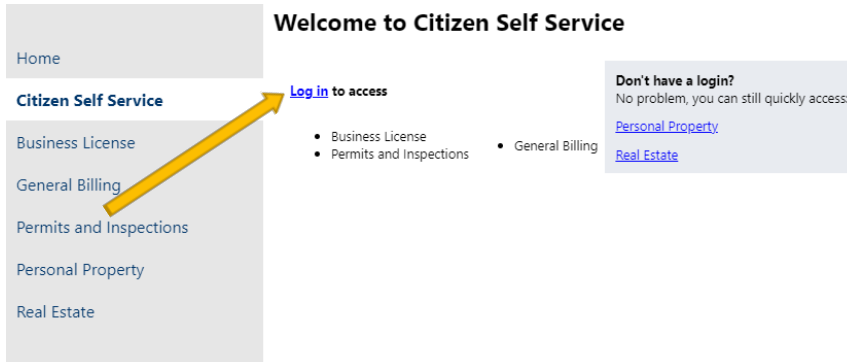 Welcome to Citizen Self Service
Home
Citizen Self Service
Business License
General Billing
Permits and Inspections
Personal Property
Real Estate
Log in to access
• Business License
• Permits and Inspections
• General Billing
Don't have a login?
No problem, you can still quickly access:
Personal Property
Real Estate